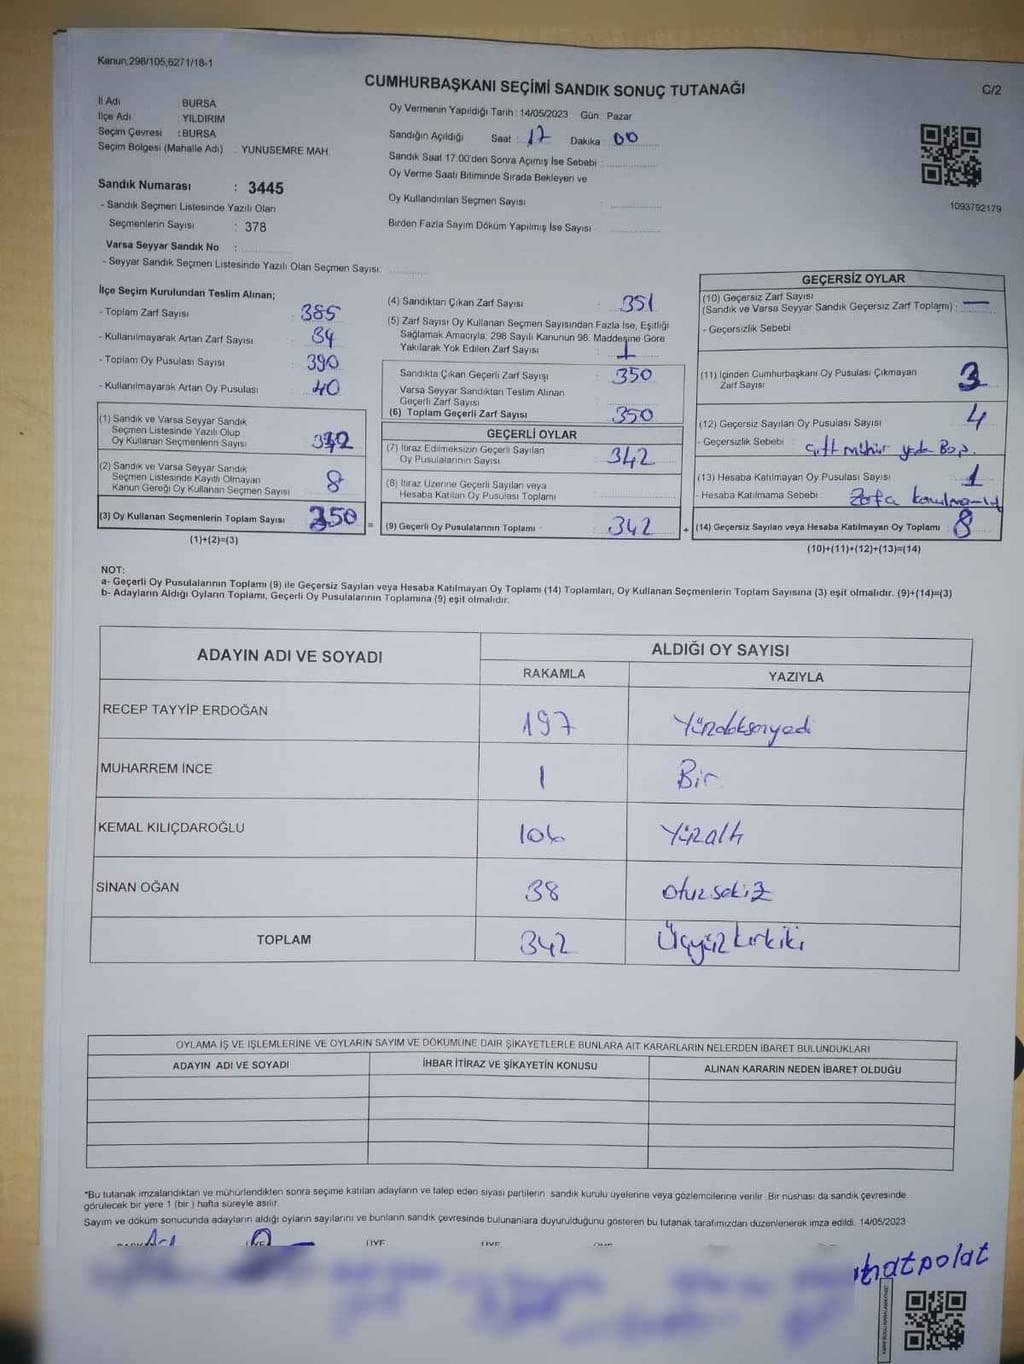 Kanun;298/105;6271/18-1
CUMHURBAŞKANI SEÇİMİ SANDIK SONUÇ TUTANAĞI
C/2
İl Adı : BURSA
İlçe Adı : YILDIRIM
Seçim Çevresi : BURSA
Seçim Bölgesi (Mahalle Adı) YUNUSEMRE MAH.
Sandık Numarası : 3445
- Sandık Seçmen Listesinde Yazılı Olan
Seçmenlerin Sayısı : 378
Varsa Seyyar Sandık No :
- Seyyar Sandık Seçmen Listesinde Yazılı Olan Seçmen Sayısı:
Oy Vermenin Yapıldığı Tarih : 14/05/2023 Gün Pazar
Sandığın Açıldığı Saat : 17 Dakika : 00
Sandık Saat 17:00'den Sonra Açımış İse Sebebi :
Oy Verme Saati Bitiminde Sırada Bekleyen ve
Oy Kullandırılan Seçmen Sayısı :
Birden Fazla Sayım Döküm Yapılmış İse Sayısı :
1093792179
İlçe Seçim Kurulundan Teslim Alınan;
- Toplam Zarf Sayısı : 385
- Kullanılmayarak Artan Zarf Sayısı : 34
- Toplam Oy Pusulası Sayısı : 390
- Kullanılmayarak Artan Oy Pusulası : 40
(1) Sandık ve Varsa Seyyar Sandık
Seçmen Listesinde Yazılı Olup
Oy Kullanan Seçmenlerin Sayısı : 342
(2) Sandık ve Varsa Seyyar Sandık
Seçmen Listesinde Kayıtlı Olmayan
Kanun Gereği Oy Kullanan Seçmen Sayısı : 8
(3) Oy Kullanan Seçmenlerin Toplam Sayısı : 350
(1)+(2)=(3)
(4) Sandıktan Çıkan Zarf Sayısı : 351
(5) Zarf Sayısı Oy Kullanan Seçmen Sayısından Fazla İse, Eşitliği
Sağlamak Amacıyla; 298 Sayılı Kanunun 98. Maddesine Göre
Yakılarak Yok Edilen Zarf Sayısı : 1
Sandıkta Çıkan Geçerli Zarf Sayısı : 350
Varsa Seyyar Sandıktan Teslim Alınan
Geçerli Zarf Sayısı :
(6) Toplam Geçerli Zarf Sayısı : 350
GEÇERLİ OYLAR
(7) İtiraz Edilmeksizin Geçerli Sayılan
Oy Pusulalarının Sayısı : 342
(8) İtiraz Üzerine Geçerli Sayılan veya
Hesaba Katılan Oy Pusulası Toplamı :
= (9) Geçerli Oy Pusulalarının Toplamı : 342 +
GEÇERSİZ OYLAR
(10) Geçersiz Zarf Sayısı
(Sandık ve Varsa Seyyar Sandık Geçersiz Zarf Toplamı) : —
- Geçersizlik Sebebi
(11) İçinden Cumhurbaşkanı Oy Pusulası Çıkmayan
Zarf Sayısı : 3
(12) Geçersiz Sayılan Oy Pusulası Sayısı : 4
- Geçersizlik Sebebi : çift mühür yada Boş.
(13) Hesaba Katılmayan Oy Pusulası Sayısı : 1
- Hesaba Katılmama Sebebi : Zarfa konulmamış
(14) Geçersiz Sayılan veya Hesaba Katılmayan Oy Toplamı : 8
(10)+(11)+(12)+(13)=(14)
NOT:
a- Geçerli Oy Pusulalarının Toplamı (9) ile Geçersiz Sayılan veya Hesaba Katılmayan Oy Toplamı (14) Toplamları, Oy Kullanan Seçmenlerin Toplam Sayısına (3) eşit olmalıdır. (9)+(14)=(3)
b- Adayların Aldığı Oyların Toplamı, Geçerli Oy Pusulalarının Toplamına (9) eşit olmalıdır.
ADAYIN ADI VE SOYADI ALDIĞI OY SAYISI
RAKAMLA YAZIYLA
RECEP TAYYİP ERDOĞAN 197 Yüzdoksanyedi
MUHARREM İNCE 1 Bir
KEMAL KILIÇDAROĞLU 106 Yüzaltı
SİNAN OĞAN 38 otuzsekiz
TOPLAM 342 Üçyüzkırkiki
OYLAMA İŞ VE İŞLEMLERİNE VE OYLARIN SAYIM VE DÖKÜMÜNE DAİR ŞİKAYETLERLE BUNLARA AİT KARARLARIN NELERDEN İBARET BULUNDUKLARI
ADAYIN ADI VE SOYADI İHBAR İTİRAZ VE ŞİKAYETİN KONUSU ALINAN KARARIN NEDEN İBARET OLDUĞU
*Bu tutanak imzalandıktan ve mühürlendikten sonra seçime katılan adayların ve talep eden siyasi partilerin sandık kurulu üyelerine veya gözlemcilerine verilir. Bir nüshası da sandık çevresinde
görülecek bir yere 1 (bir) hafta süreyle asılır.
Sayım ve döküm sonucunda adayların aldığı oyların sayılarını ve bunların sandık çevresinde bulunanlara duyurulduğunu gösteren bu tutanak tarafımızdan düzenlenerek imza edildi. 14/05/2023
ÜYE ÜYE
hatpolat